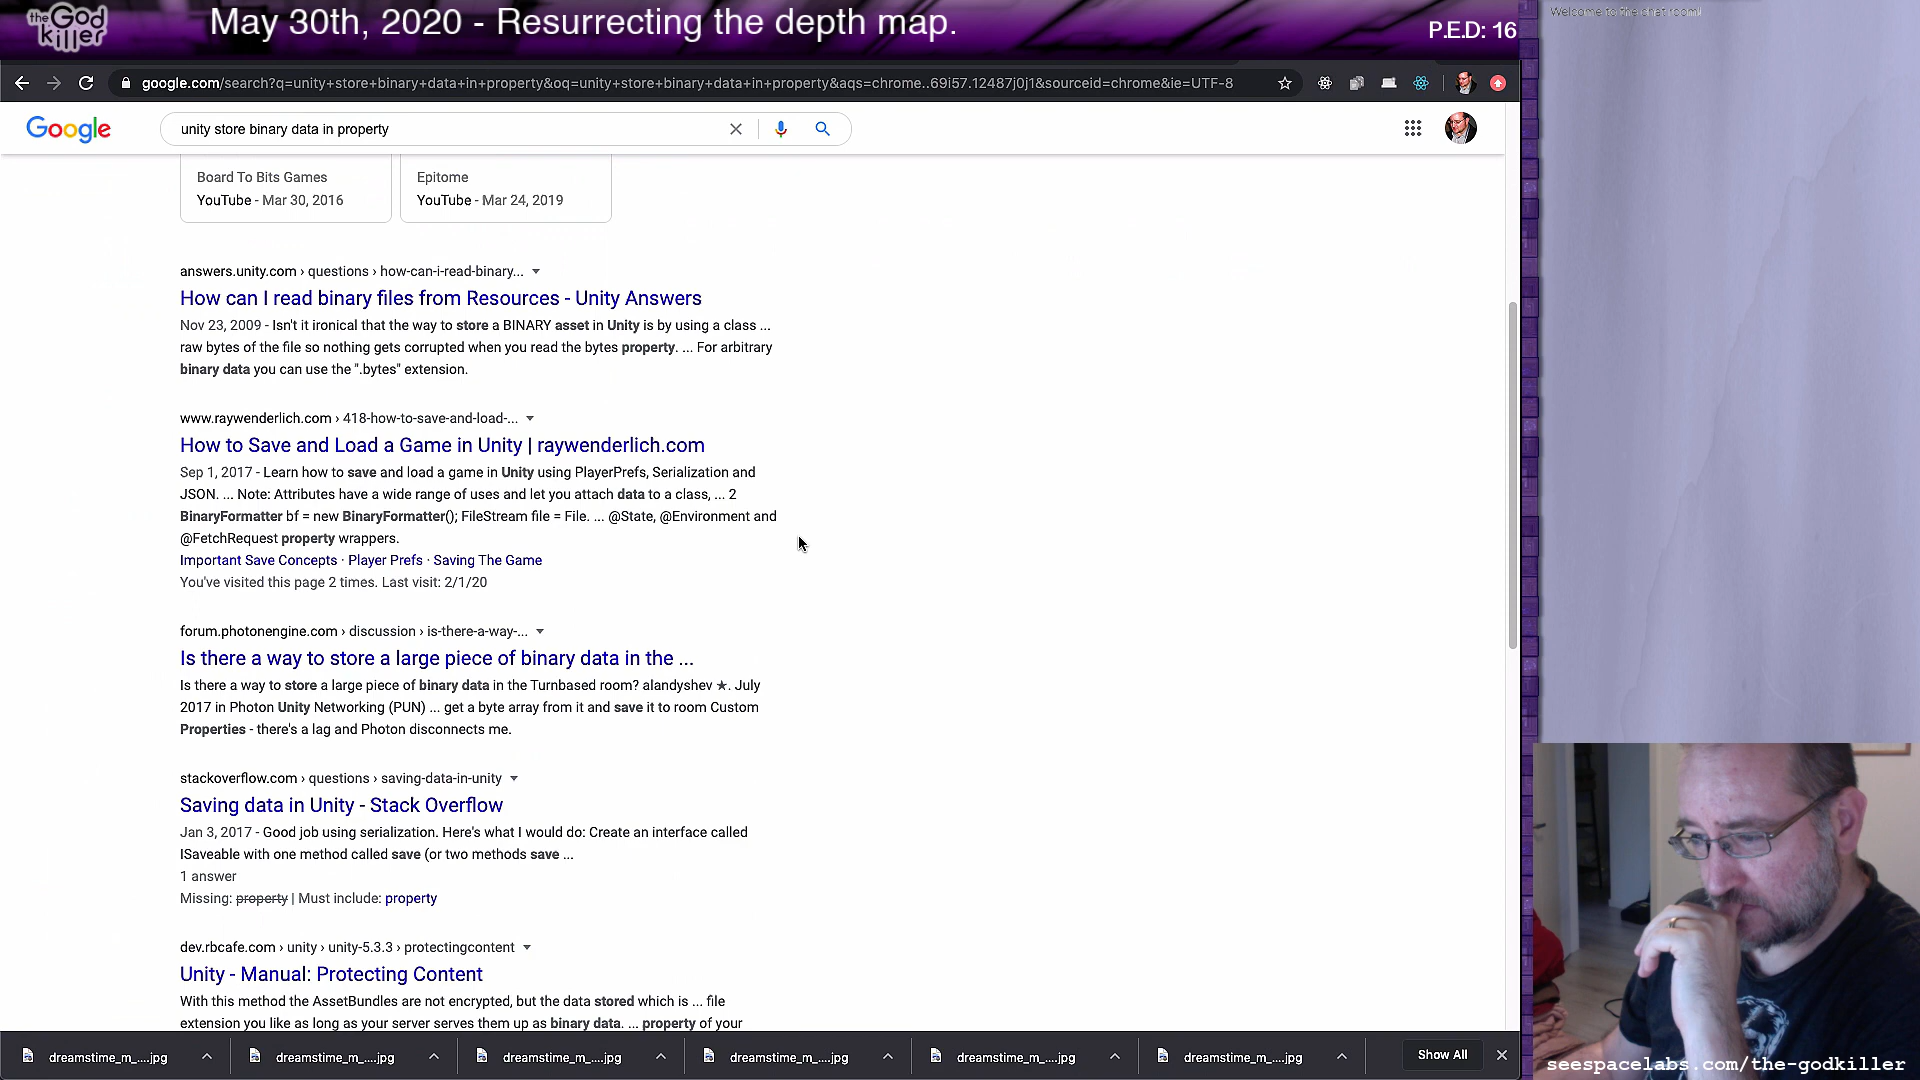 the God killer
May 30th, 2020 - Resurrecting the depth map.
P.E.D: 16
Welcome to the chat room!
google.com/search?q=unity+store+binary+data+in+property&oq=unity+store+binary+data+in+property&aqs=chrome..69i57.12487j0j1&sourceid=chrome&ie=UTF-8
Google
unity store binary data in property
Board To Bits Games
YouTube - Mar 30, 2016
Epitome
YouTube - Mar 24, 2019
answers.unity.com › questions › how-can-i-read-binary...
How can I read binary files from Resources - Unity Answers
Nov 23, 2009 - Isn't it ironical that the way to store a BINARY asset in Unity is by using a class ...
raw bytes of the file so nothing gets corrupted when you read the bytes property. ... For arbitrary
binary data you can use the ".bytes" extension.
www.raywenderlich.com › 418-how-to-save-and-load-...
How to Save and Load a Game in Unity | raywenderlich.com
Sep 1, 2017 - Learn how to save and load a game in Unity using PlayerPrefs, Serialization and
JSON. ... Note: Attributes have a wide range of uses and let you attach data to a class, ... 2
BinaryFormatter bf = new BinaryFormatter(); FileStream file = File. ... @State, @Environment and
@FetchRequest property wrappers.
Important Save Concepts · Player Prefs · Saving The Game
You've visited this page 2 times. Last visit: 2/1/20
forum.photonengine.com › discussion › is-there-a-way-...
Is there a way to store a large piece of binary data in the ...
Is there a way to store a large piece of binary data in the Turnbased room? alandyshev ★. July
2017 in Photon Unity Networking (PUN) ... get a byte array from it and save it to room Custom
Properties - there's a lag and Photon disconnects me.
stackoverflow.com › questions › saving-data-in-unity
Saving data in Unity - Stack Overflow
Jan 3, 2017 - Good job using serialization. Here's what I would do: Create an interface called
ISaveable with one method called save (or two methods save ...
1 answer
Missing: property | Must include: property
dev.rbcafe.com › unity › unity-5.3.3 › protectingcontent
Unity - Manual: Protecting Content
With this method the AssetBundles are not encrypted, but the data stored which is ... file
extension you like as long as your server serves them up as binary data. ... property of your
dreamstime_m_....jpg
dreamstime_m_....jpg
dreamstime_m_....jpg
dreamstime_m_....jpg
dreamstime_m_....jpg
dreamstime_m_....jpg
Show All
seespacelabs.com/the-godkiller